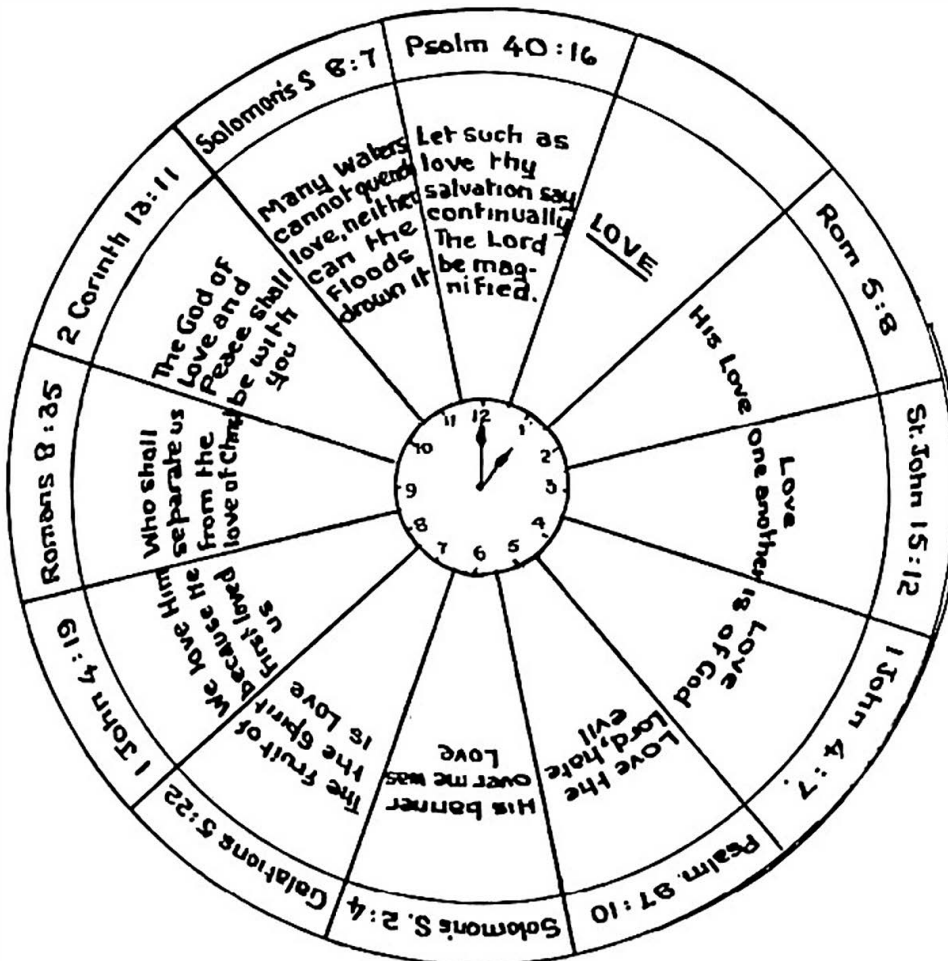 LOVE
Rom 5:8
His Love
St. John 15:12
Love
one another
1 John 4:7.
Love
is of God
Psalm. 97:10
Love the
Lord, hate
evil
Solomon's S. 2:4
His banner
over me was
Love
Galations 5:22
The fruit of
the Spirit
is Love
1 John 4:19
We love Him
because He
first loved
us
Romans 8:35
Who shall
separate us
from the
love of Christ
2 Corinth 13:11
The God of
Love and
Peace shall
be with
you
Solomon's S 8:7
Many waters
cannot quench
love, neither
can the
Floods
drown it
Psalm 40:16
Let such as
love thy
salvation say
continually
The Lord
be mag-
nified.
12
1
2
3
4
5
6
7
8
9
10
11